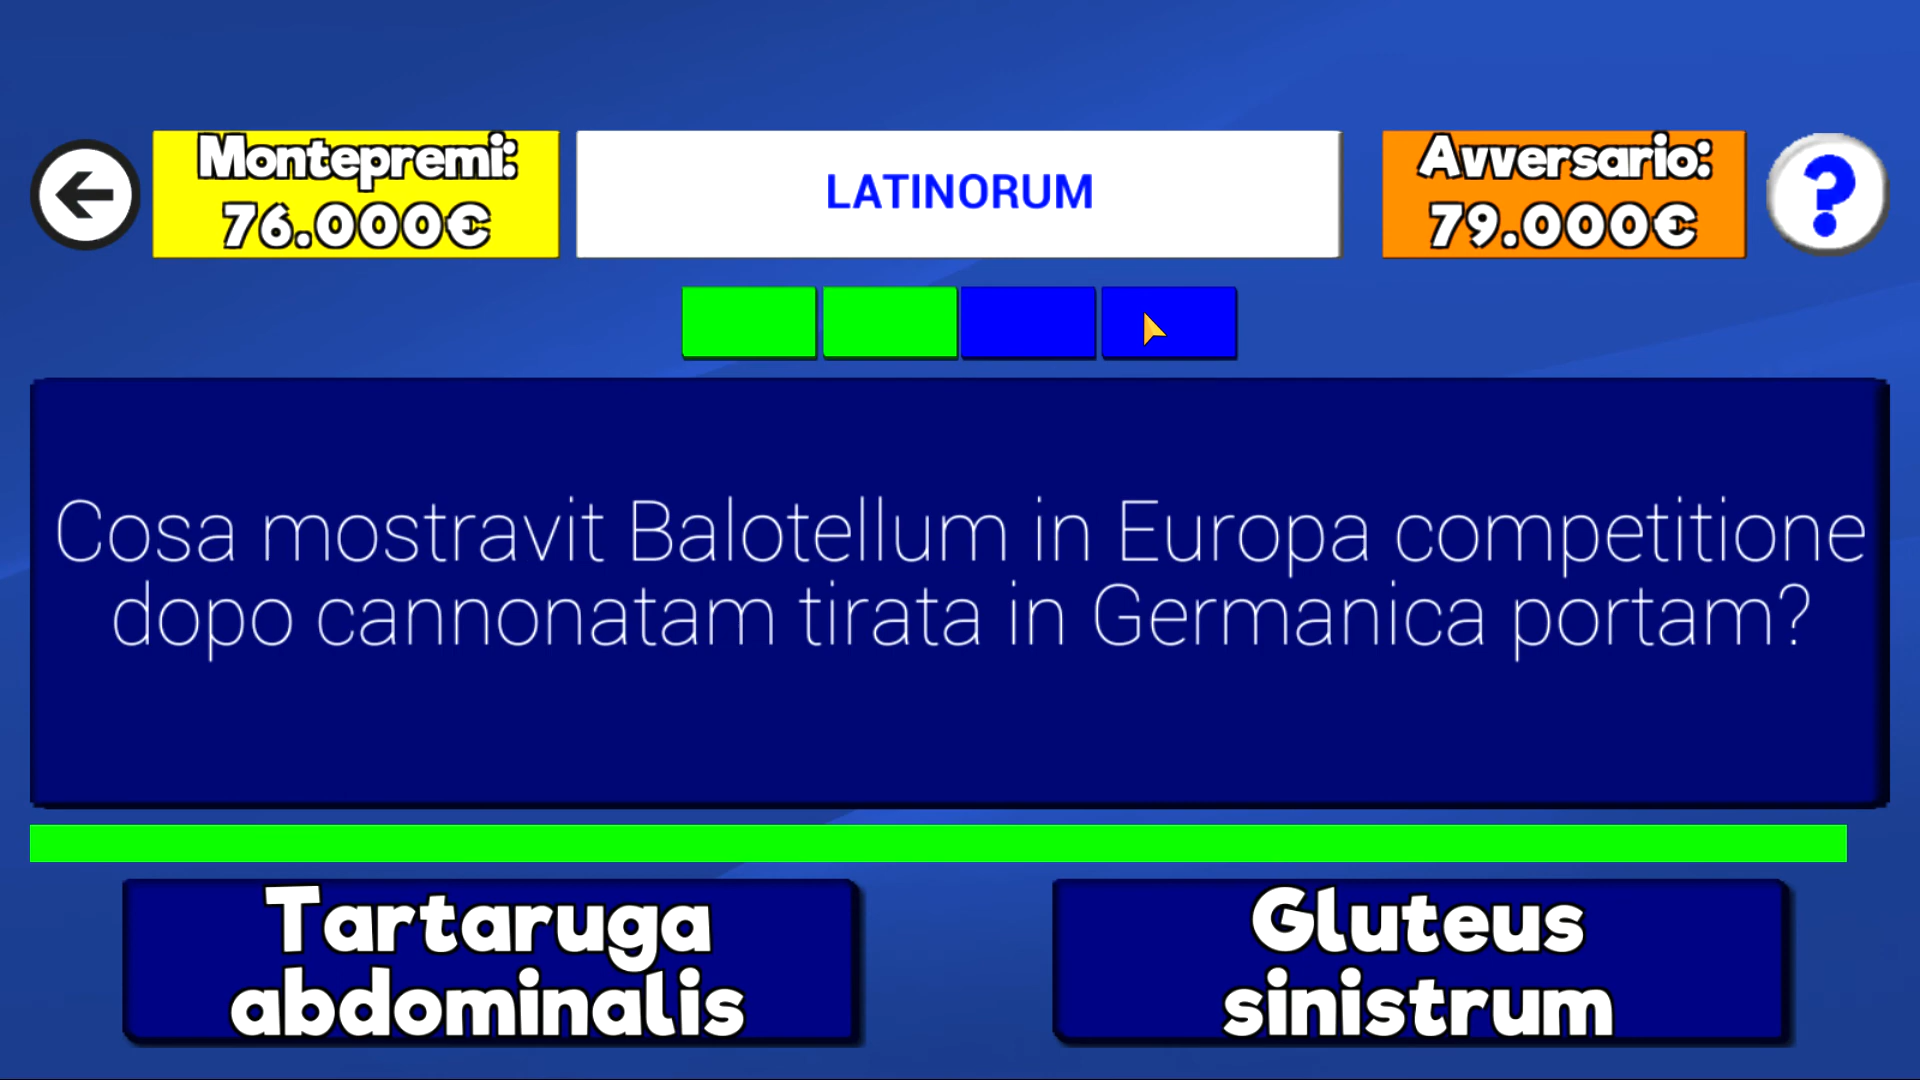 Montepremi:
76.000€
LATINORUM
Avversario:
79.000€
?
Cosa mostravit Balotellum in Europa competitione
dopo cannonatam tirata in Germanica portam?
Tartaruga
abdominalis
Gluteus
sinistrum